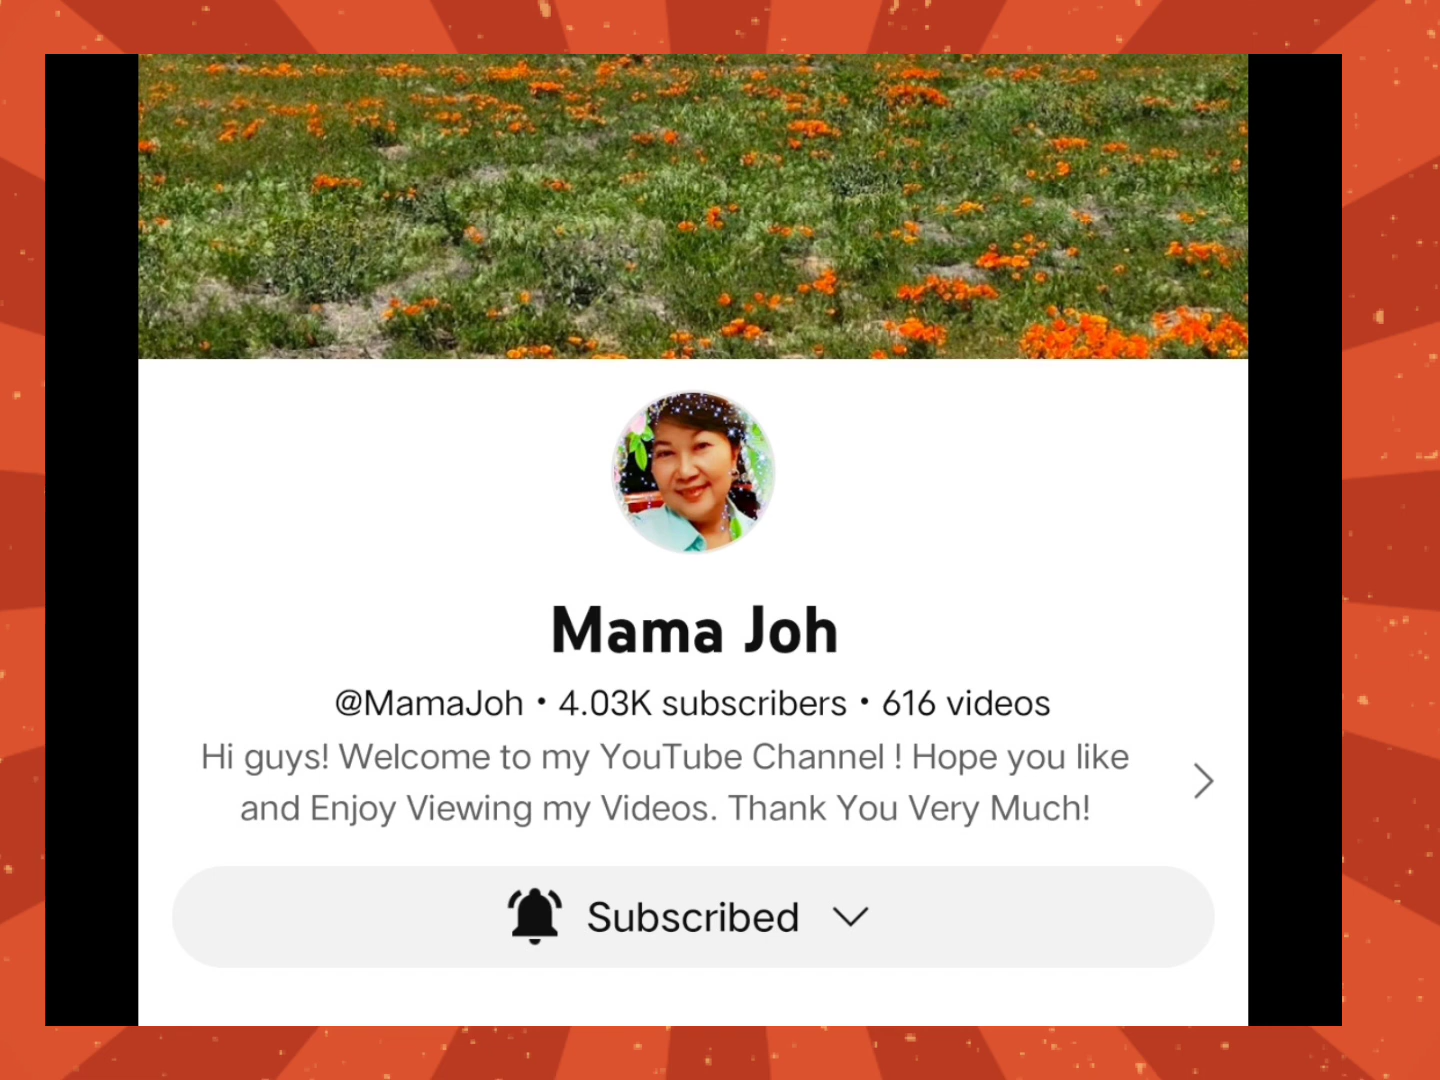 Mama Joh
@MamaJoh • 4.03K subscribers • 616 videos
Hi guys! Welcome to my YouTube Channel ! Hope you like
and Enjoy Viewing my Videos. Thank You Very Much!
Subscribed